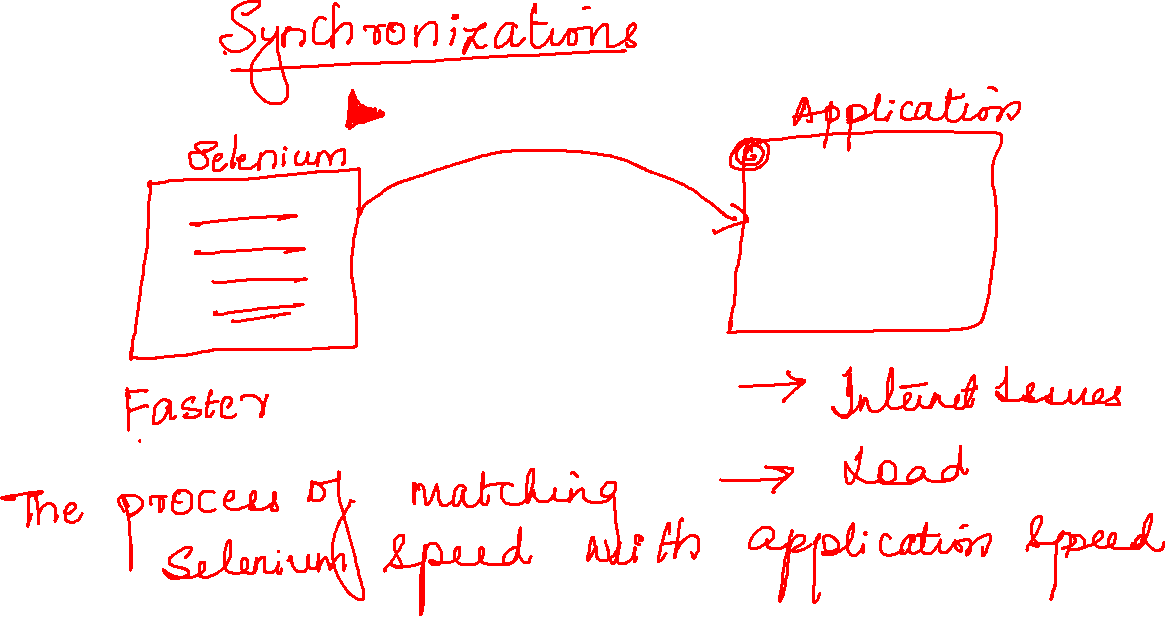 Synchronizations
Application
Selenium
Faster
→ Internet Issues
→ Load
The process of matching
Selenium speed with application speed